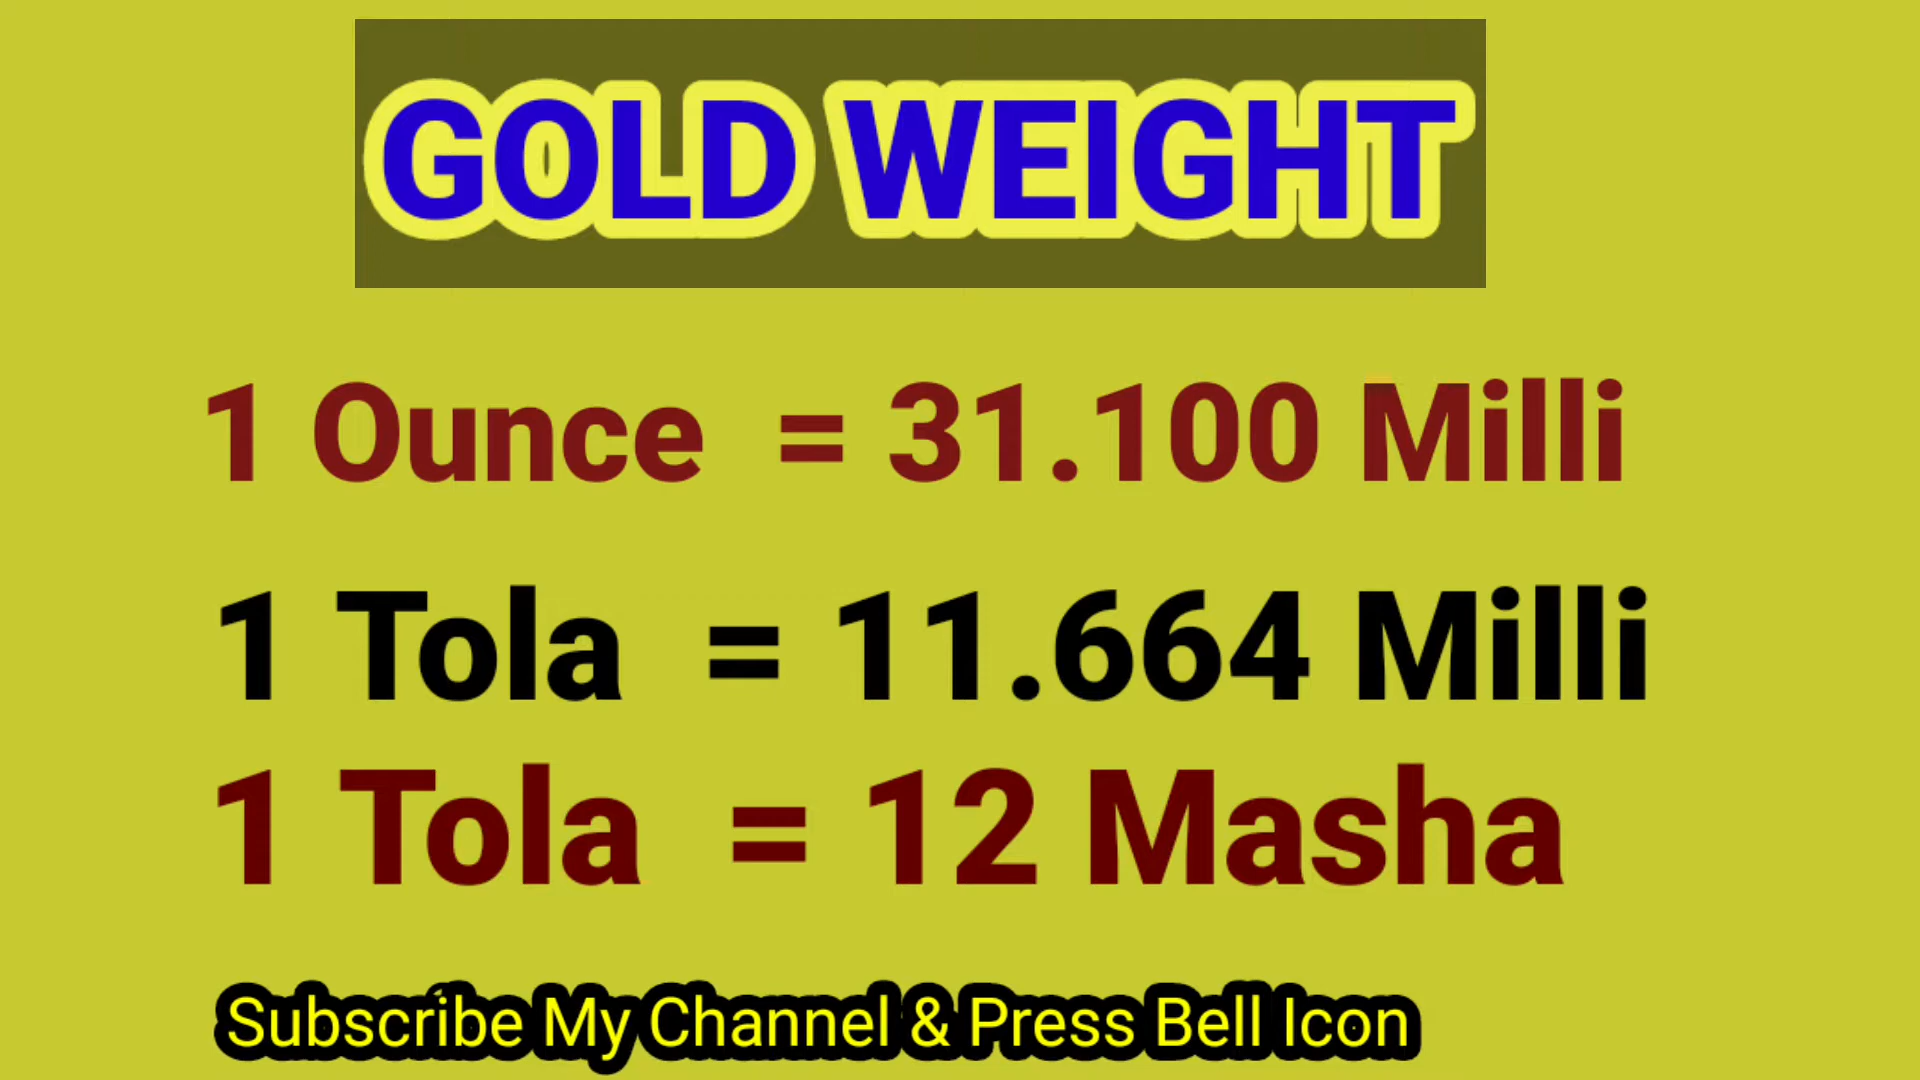 GOLD WEIGHT
1 Ounce = 31.100 Milli
1 Tola = 11.664 Milli
1 Tola = 12 Masha
Subscribe My Channel & Press Bell Icon